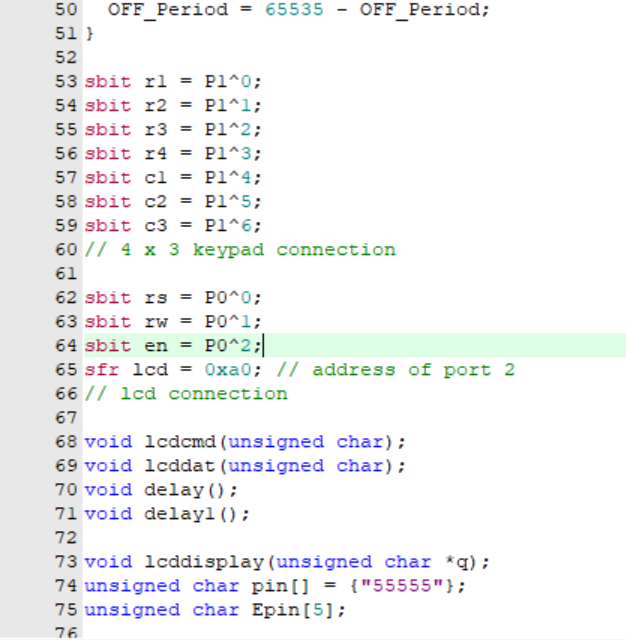 50 OFF_Period = 65535 - OFF_Period;
51 }
52
53 sbit r1 = P1^0;
54 sbit r2 = P1^1;
55 sbit r3 = P1^2;
56 sbit r4 = P1^3;
57 sbit c1 = P1^4;
58 sbit c2 = P1^5;
59 sbit c3 = P1^6;
60 // 4 x 3 keypad connection
61
62 sbit rs = P0^0;
63 sbit rw = P0^1;
64 sbit en = P0^2;
65 sfr lcd = 0xa0; // address of port 2
66 // lcd connection
67
68 void lcdcmd(unsigned char);
69 void lcddat(unsigned char);
70 void delay();
71 void delay1();
72
73 void lcddisplay(unsigned char *q);
74 unsigned char pin[] = {"55555"};
75 unsigned char Epin[5];
76